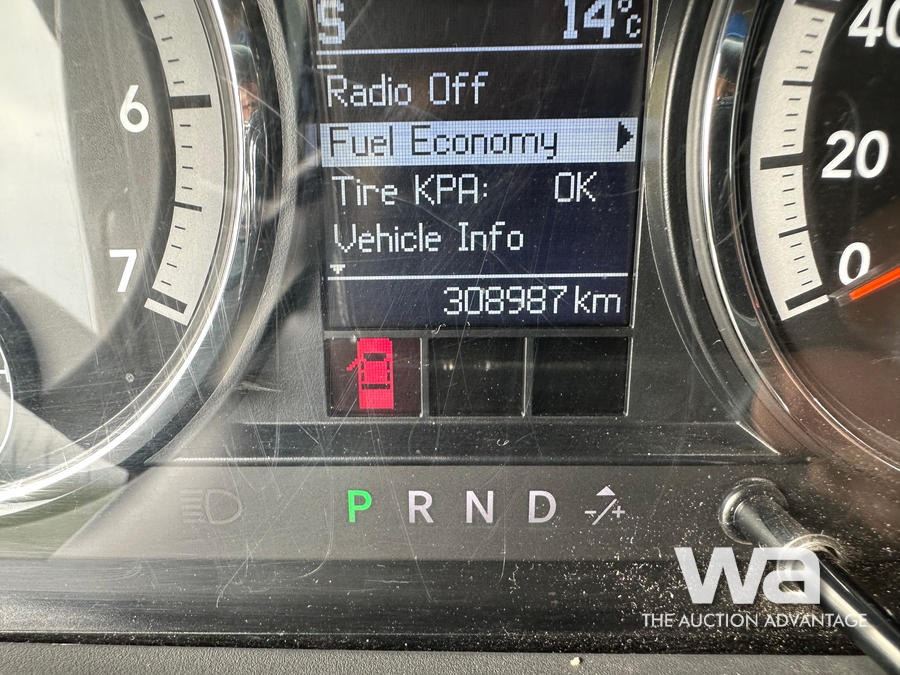 S 14°C
Radio Off
Fuel Economy
Tire KPA: OK
Vehicle Info
308987 km
6
7
40
20
0
P R N D -/+
wa
THE AUCTION ADVANTAGE